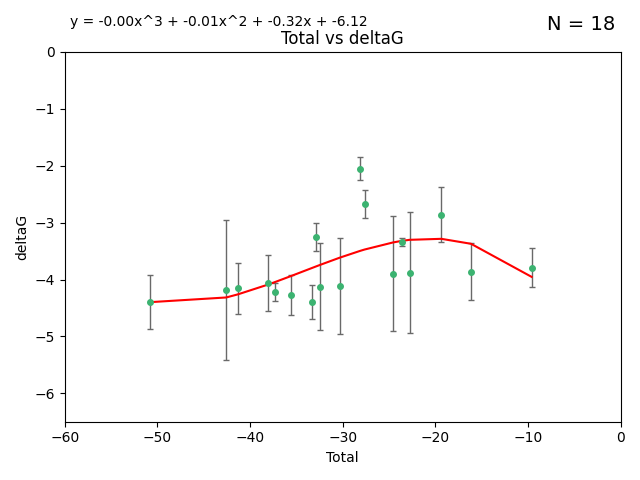 y = -0.00x^3 + -0.01x^2 + -0.32x + -6.12
N = 18
Total vs deltaG
0
−1
−2
−3
−4
−5
−6
deltaG
−60 −50 −40 −30 −20 −10 0
Total